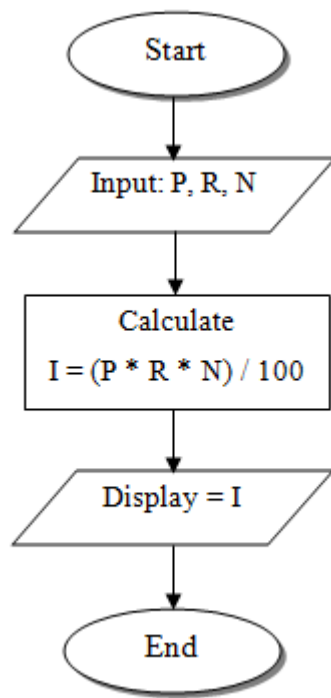 Start
Input: P, R, N
Calculate
I = (P * R * N) / 100
Display = I
End